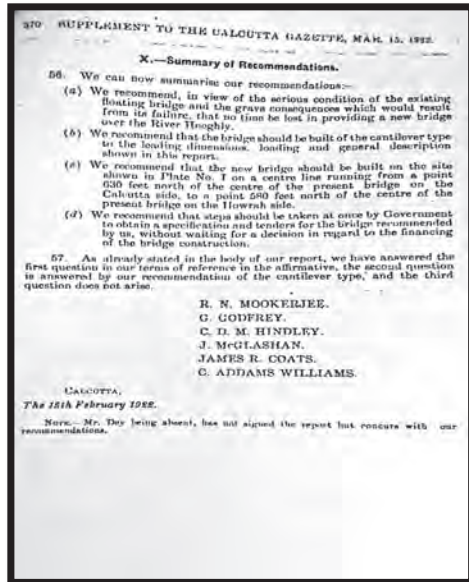 370 SUPPLEMENT TO THE CALCUTTA GAZETTE, MAR. 15, 1922.
X.—Summary of Recommendations.
56. We can now summarise our recommendations:—
(a) We recommend, in view of the serious condition of the existing
floating bridge and the grave consequences which would result
from its failure, that no time be lost in providing a new bridge
over the River Hooghly.
(b) We recommend that the bridge should be built of the cantilever type
to the leading dimensions, loading and general description
shown in this report.
(c) We recommend that the new bridge should be built on the site
shown in Plate No. I on a centre line running from a point
630 feet north of the centre of the present bridge on the
Calcutta side, to a point 580 feet north of the centre of the
present bridge on the Howrah side.
(d) We recommend that steps should be taken at once by Government
to obtain a specification and tenders for the bridge recommended
by us, without waiting for a decision in regard to the financing
of the bridge construction.
57. As already stated in the body of our report, we have answered the
first question in our terms of reference in the affirmative, the second question
is answered by our recommendation of the cantilever type, and the third
question does not arise.
R. N. MOOKERJEE.
G. GODFREY.
C. D. M. HINDLEY.
J. McGLASHAN.
JAMES R. COATS.
C. ADDAMS WILLIAMS.
CALCUTTA,
The 15th February 1922.
NOTE.—Mr. Dey being absent, has not signed the report but concurs with our
recommendations.